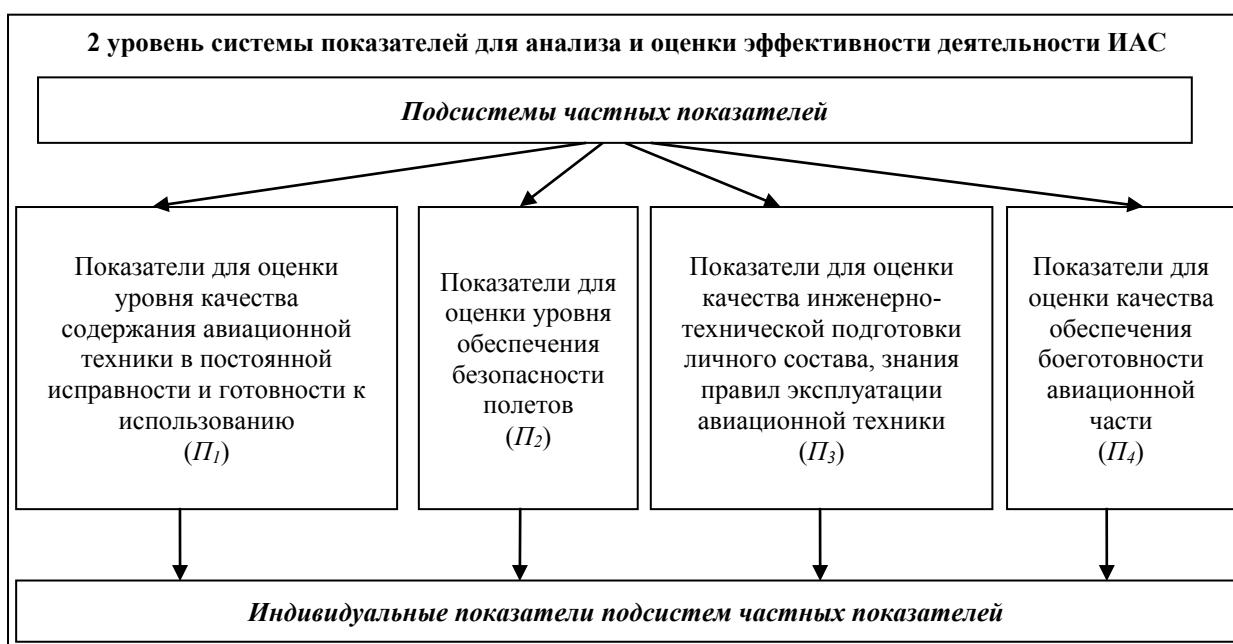 2 уровень системы показателей для анализа и оценки эффективности деятельности ИАС
Подсистемы частных показателей
Показатели для оценки
уровня качества
содержания авиационной
техники в постоянной
исправности и готовности к
использованию
(П1)
Показатели для
оценки уровня
обеспечения
безопасности
полетов
(П2)
Показатели для оценки
качества инженерно-
технической подготовки
личного состава, знания
правил эксплуатации
авиационной техники
(П3)
Показатели для
оценки качества
обеспечения
боеготовности
авиационной
части
(П4)
Индивидуальные показатели подсистем частных показателей